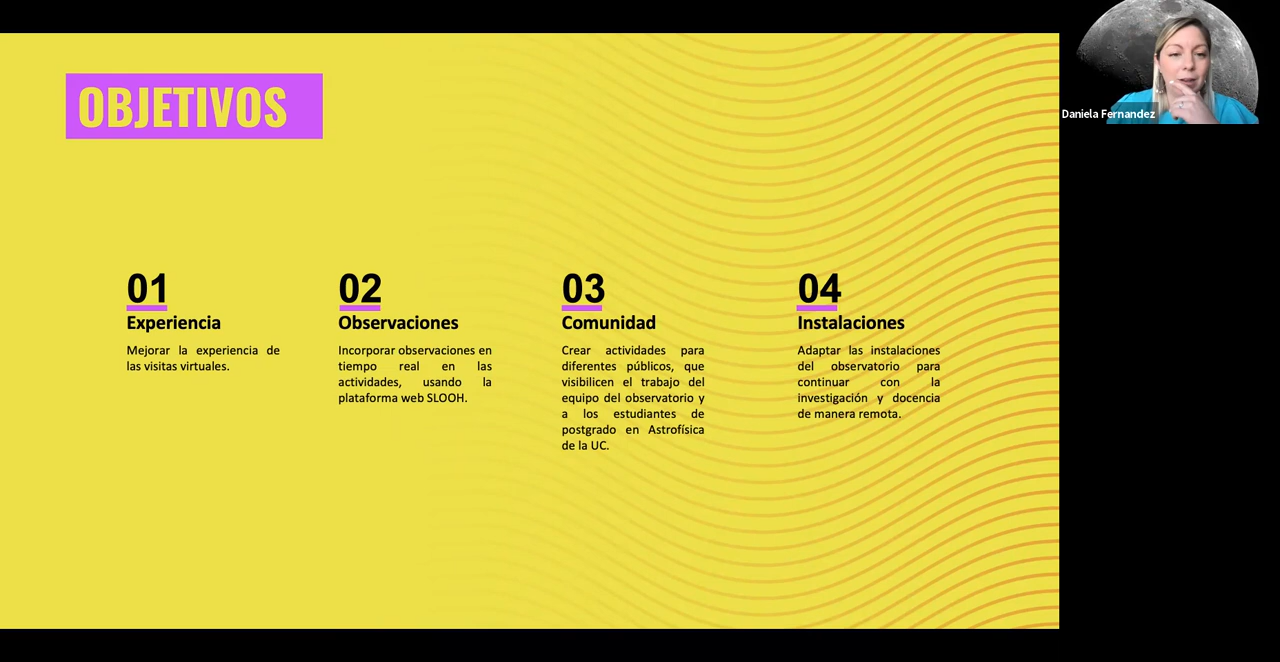 OBJETIVOS
Daniela Fernandez
01
Experiencia
Mejorar la experiencia de
las visitas virtuales.
02
Observaciones
Incorporar observaciones en
tiempo real en las
actividades, usando la
plataforma web SLOOH.
03
Comunidad
Crear actividades para
diferentes públicos, que
visibilicen el trabajo del
equipo del observatorio y
a los estudiantes de
postgrado en Astrofísica
de la UC.
04
Instalaciones
Adaptar las instalaciones
del observatorio para
continuar con la
investigación y docencia
de manera remota.